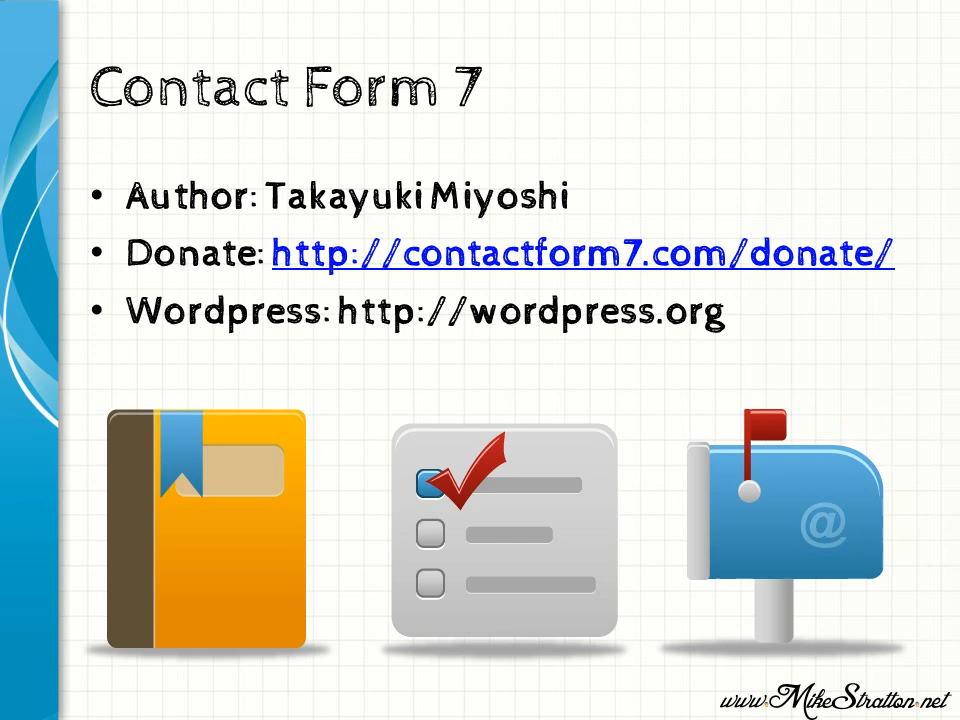 Contact Form 7
• Author: Takayuki Miyoshi
• Donate: http://contactform7.com/donate/
• Wordpress: http://wordpress.org
@
www.MikeStratton.net